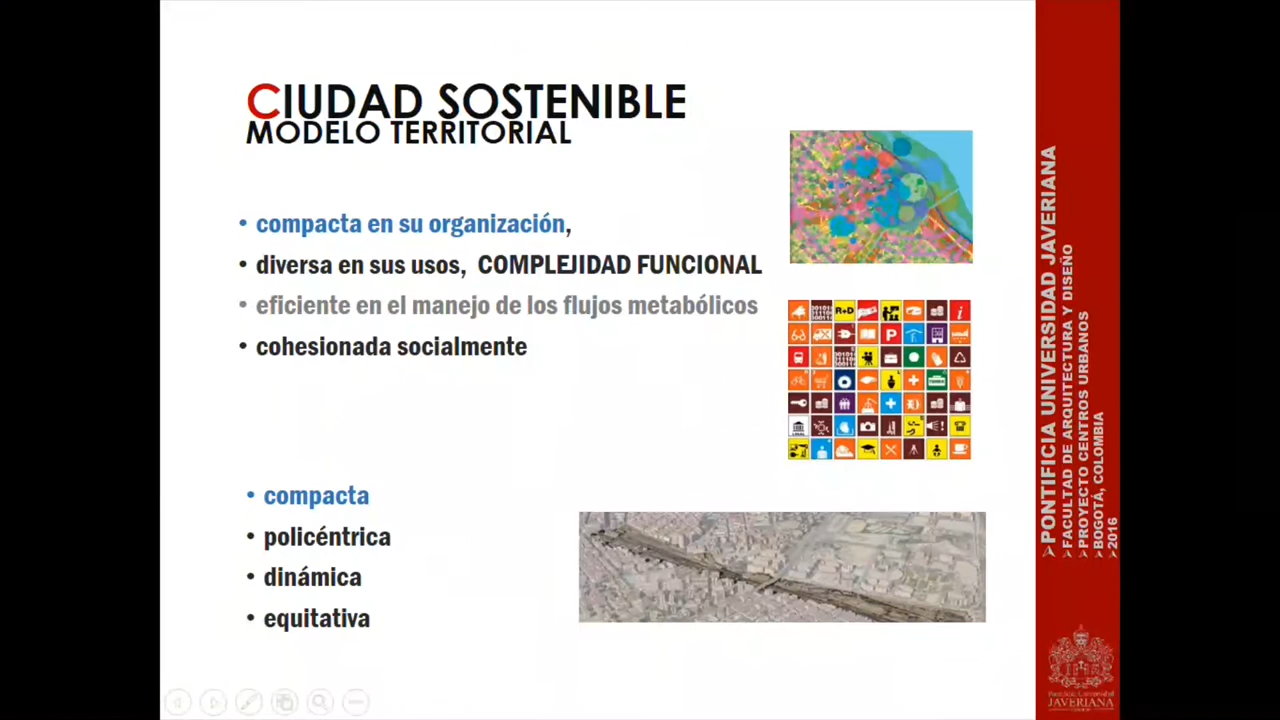 CIUDAD SOSTENIBLE
MODELO TERRITORIAL
• compacta en su organización,
• diversa en sus usos, COMPLEJIDAD FUNCIONAL
• eficiente en el manejo de los flujos metabólicos
• cohesionada socialmente
• compacta
• policéntrica
• dinámica
• equitativa
R+D
P
i
PONTIFICIA UNIVERSIDAD JAVERIANA
FACULTAD DE ARQUITECTURA Y DISEÑO
PROYECTO CENTROS URBANOS
BOGOTÁ, COLOMBIA
2016
Pontificia Universidad
JAVERIANA